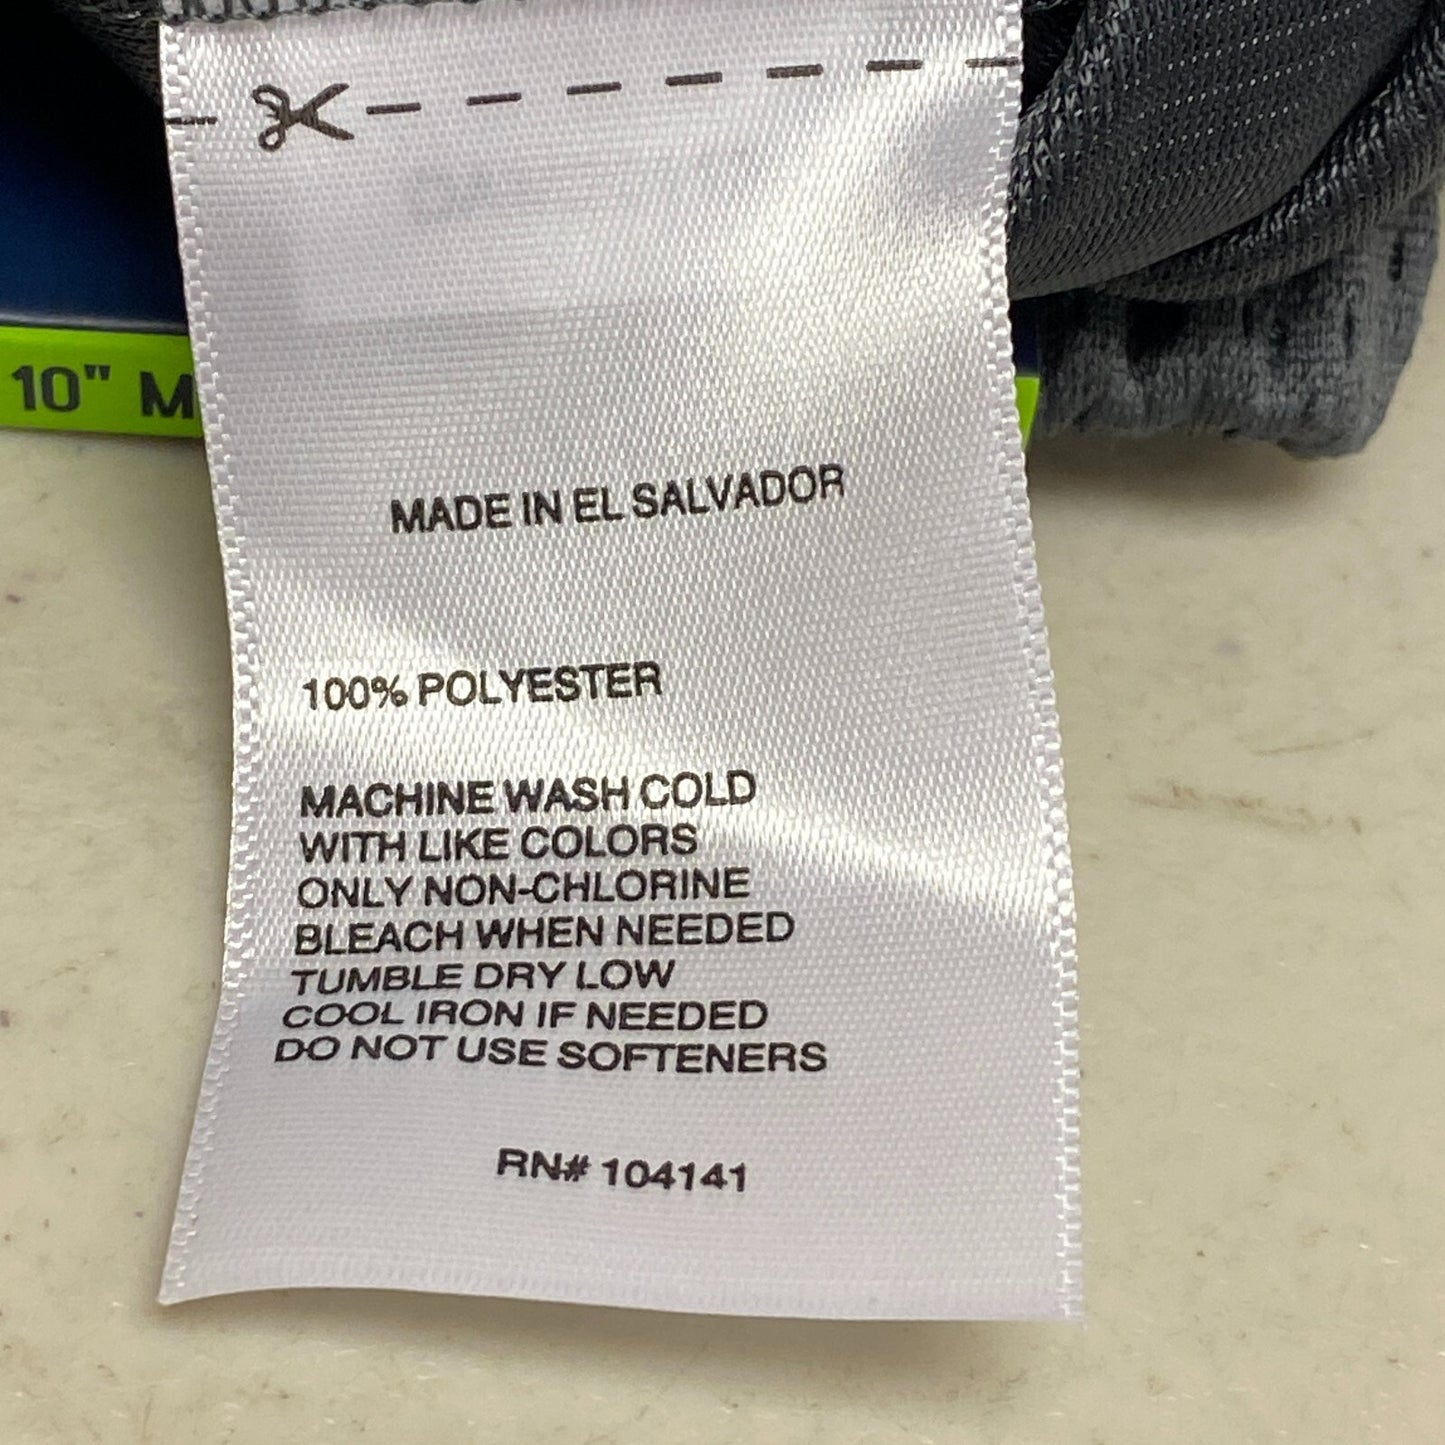 10" M
MADE IN EL SALVADOR
100% POLYESTER
MACHINE WASH COLD
WITH LIKE COLORS
ONLY NON-CHLORINE
BLEACH WHEN NEEDED
TUMBLE DRY LOW
COOL IRON IF NEEDED
DO NOT USE SOFTENERS
RN# 104141